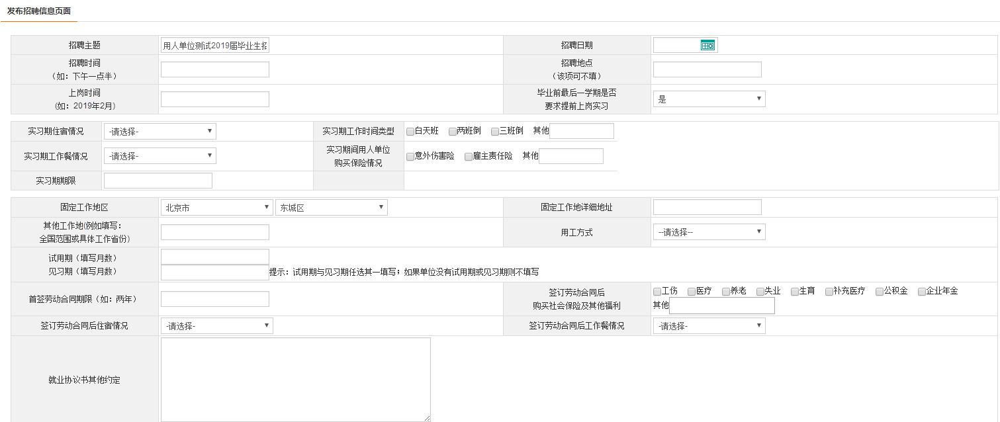 发布招聘信息页面
招聘主题
用人单位测试2019届毕业生招
招聘日期
招聘时间
（如：下午一点半）
招聘地点
（该项可不填）
上岗时间
(如：2019年2月)
毕业前最后一学期是否
要求提前上岗实习
是
实习期住宿情况
-请选择-
实习期工作时间类型
白天班 两班倒 三班倒 其他
实习期工作餐情况
-请选择-
实习期间用人单位
购买保险情况
意外伤害险 雇主责任险 其他
实习期期限
固定工作地区
北京市 东城区
固定工作地详细地址
其他工作地(例如填写：
全国范围或具体工作省份)
用工方式
--请选择--
试用期（填写月数）
见习期（填写月数）
提示：试用期与见习期任选其一填写；如果单位没有试用期或见习期则不填写
首签劳动合同期限（如：两年）
签订劳动合同后
购买社会保险及其他福利
工伤 医疗 养老 失业 生育 补充医疗 公积金 企业年金
其他
签订劳动合同后住宿情况
-请选择-
签订劳动合同后工作餐情况
-请选择-
就业协议书其他约定